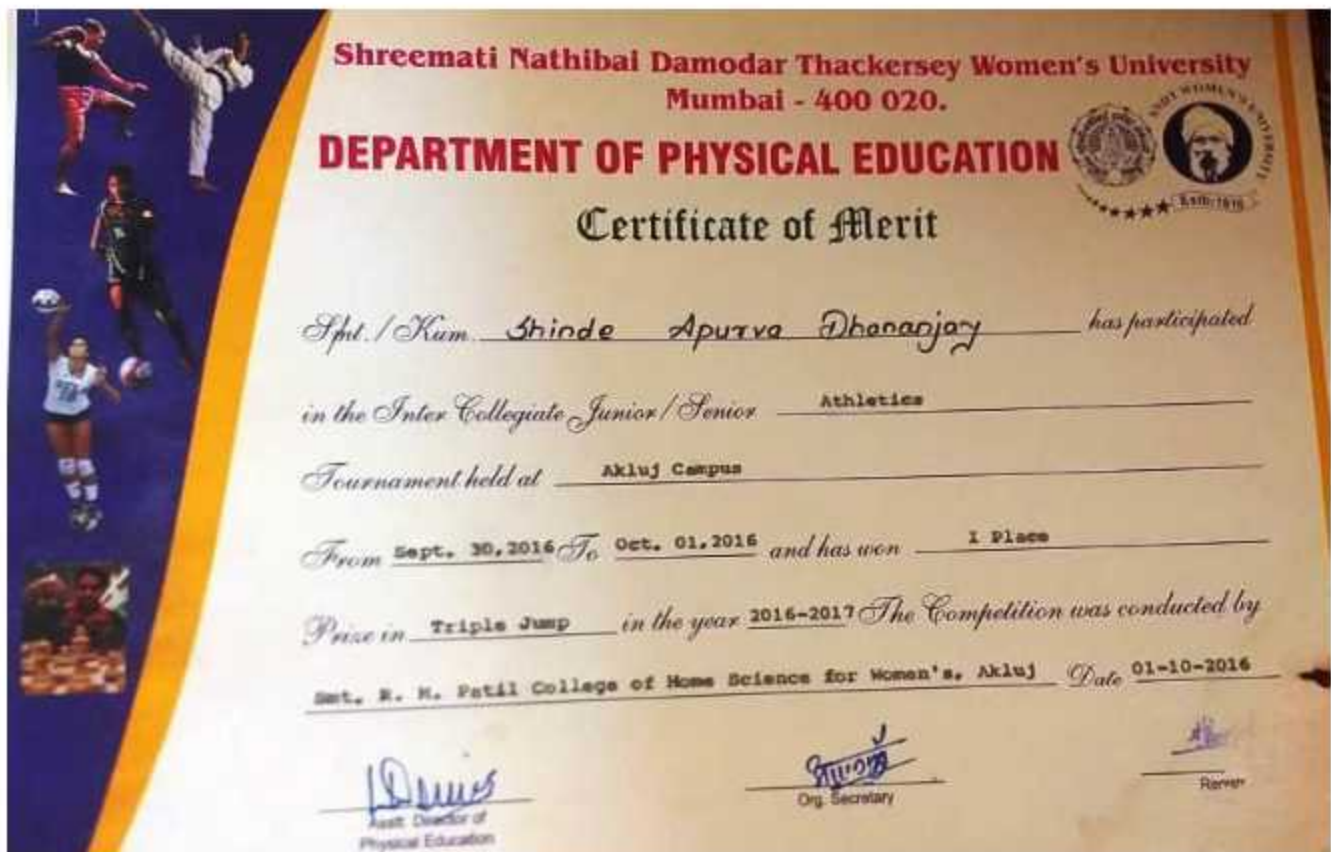 Shreemati Nathibai Damodar Thackersey Women's University
Mumbai - 400 020.
DEPARTMENT OF PHYSICAL EDUCATION
Certificate of Merit
Smt. / Kum. Shinde Apurva Dhananjay has participated
in the Inter Collegiate Junior / Senior Athletics
Tournament held at Akluj Campus
From Sept. 30,2016 To Oct. 01,2016 and has won I Place
Prize in Triple Jump in the year 2016-2017 The Competition was conducted by
Smt. R. M. Patil College of Home Science for Women's, Akluj Date 01-10-2016
Asstt. Director of
Physical Education
Org. Secretary